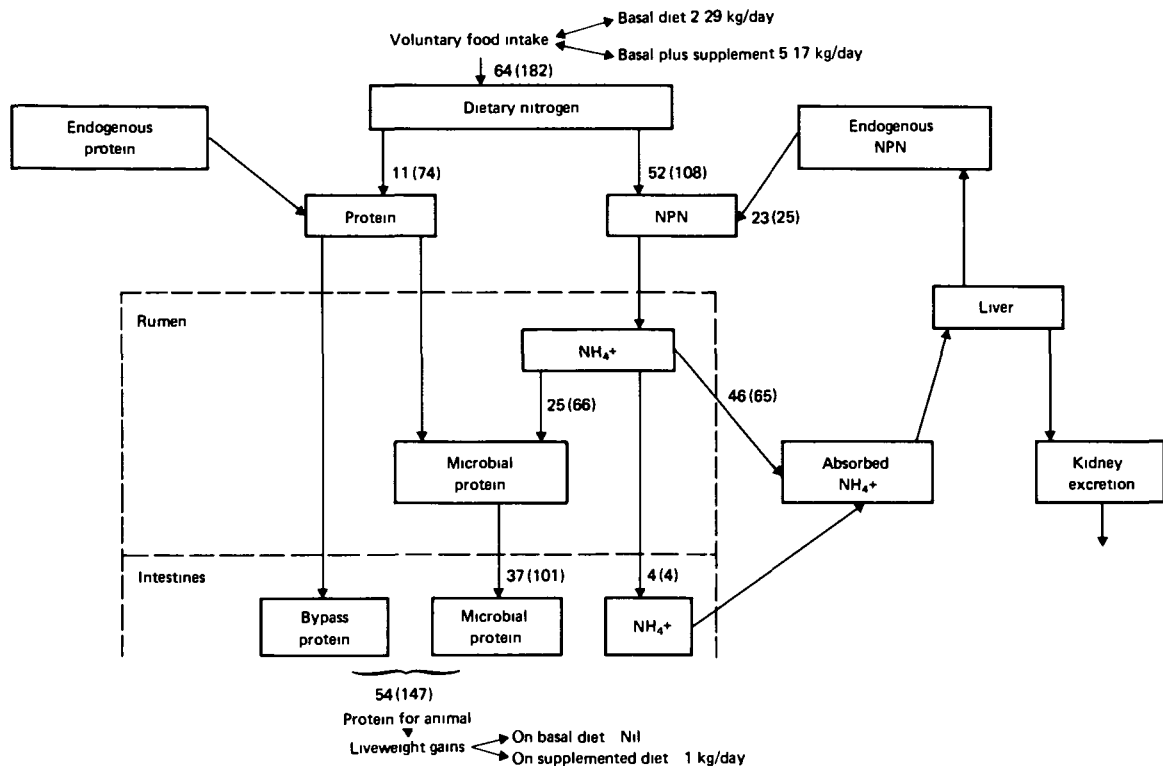 Basal diet 2 29 kg/day
Voluntary food intake
Basal plus supplement 5 17 kg/day
64 (182)
Dietary nitrogen
Endogenous
protein
Endogenous
NPN
11 (74)
52 (108)
Protein
NPN
23 (25)
Rumen
Liver
NH₄+
25 (66)
46 (65)
Microbial
protein
Absorbed
NH₄+
Kidney
excretion
Intestines
37 (101)
4 (4)
Bypass
protein
Microbial
protein
NH₄+
54 (147)
Protein for animal
Liveweight gains
On basal diet Nil
On supplemented diet 1 kg/day